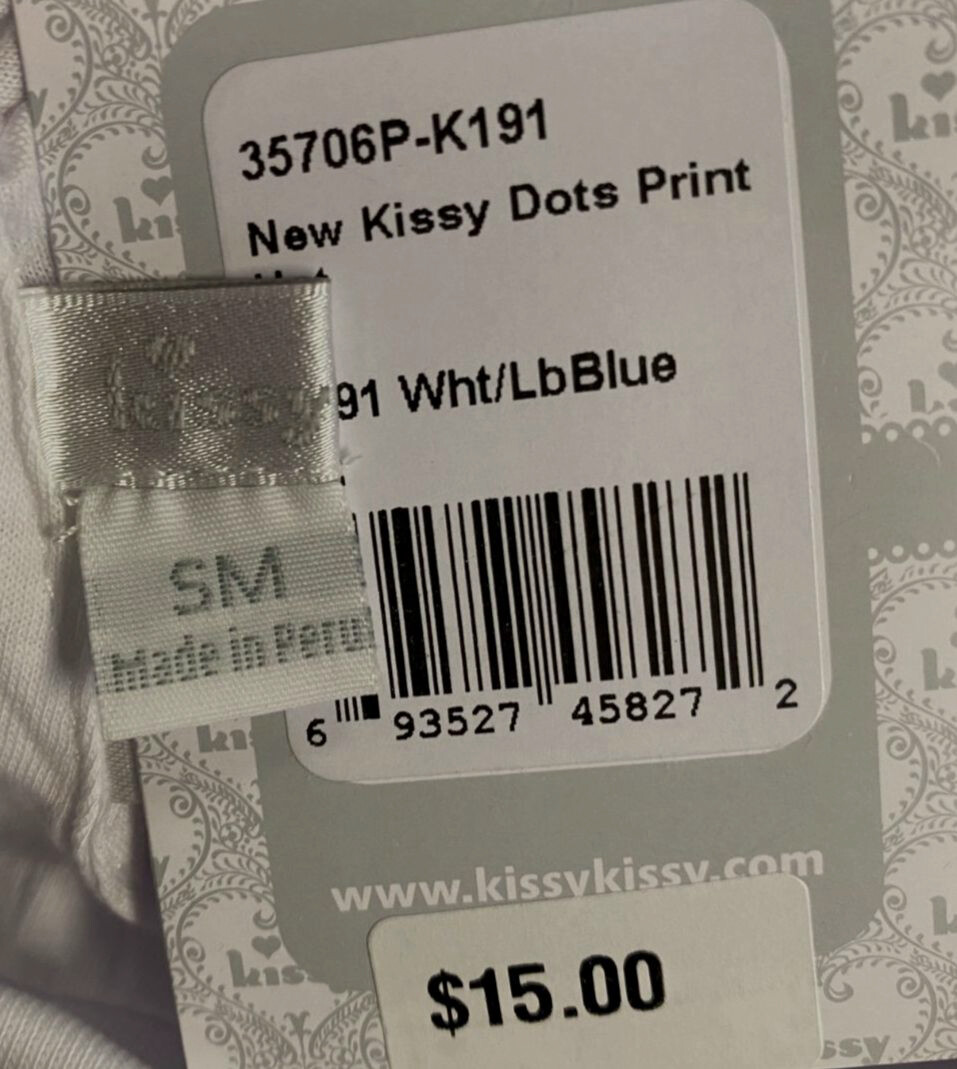 35706P-K191
New Kissy Dots Print
91 Wht/LbBlue
kissy
SM
Made in Peru
6 93527 45827 2
www.kissykissy.com
$15.00